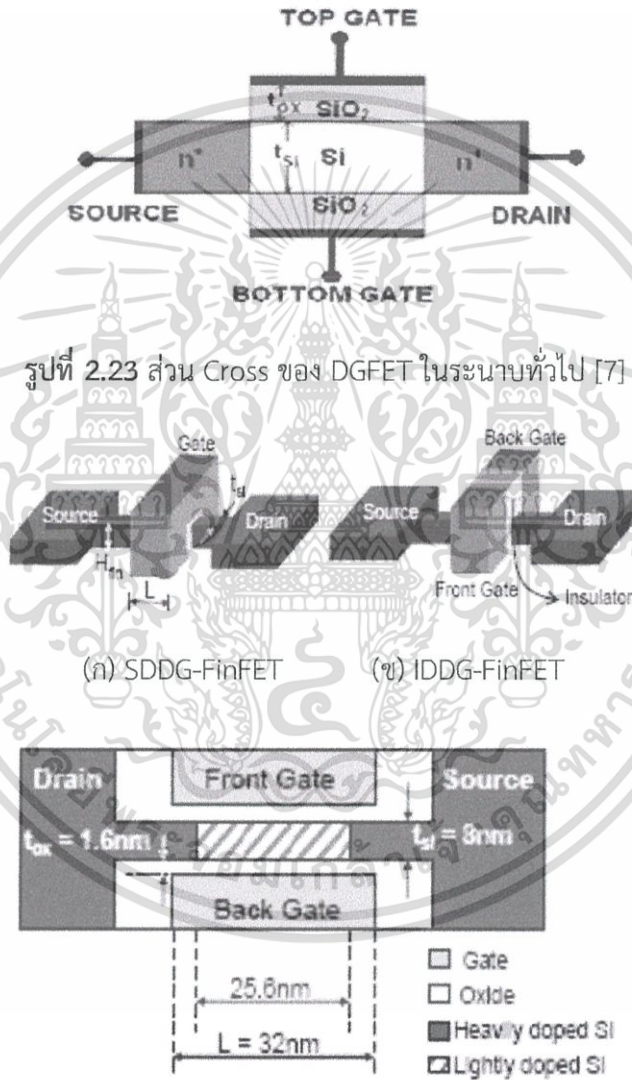 TOP GATE
tox SiO2
n+ tSi Si n+
SOURCE SiO2 DRAIN
BOTTOM GATE
รูปที่ 2.23 ส่วน Cross ของ DGFET ในระนาบทั่วไป [7]
Gate
Source
tsi
Drain
Hfin
L
Back Gate
Source
Drain
Front Gate
Insulator
(ก) SDDG-FinFET (ข) IDDG-FinFET
Drain Front Gate Source
tox = 1.6nm tsi = 8nm
Back Gate
25.6nm
L = 32nm
Gate
Oxide
Heavily doped Si
Lightly doped Si